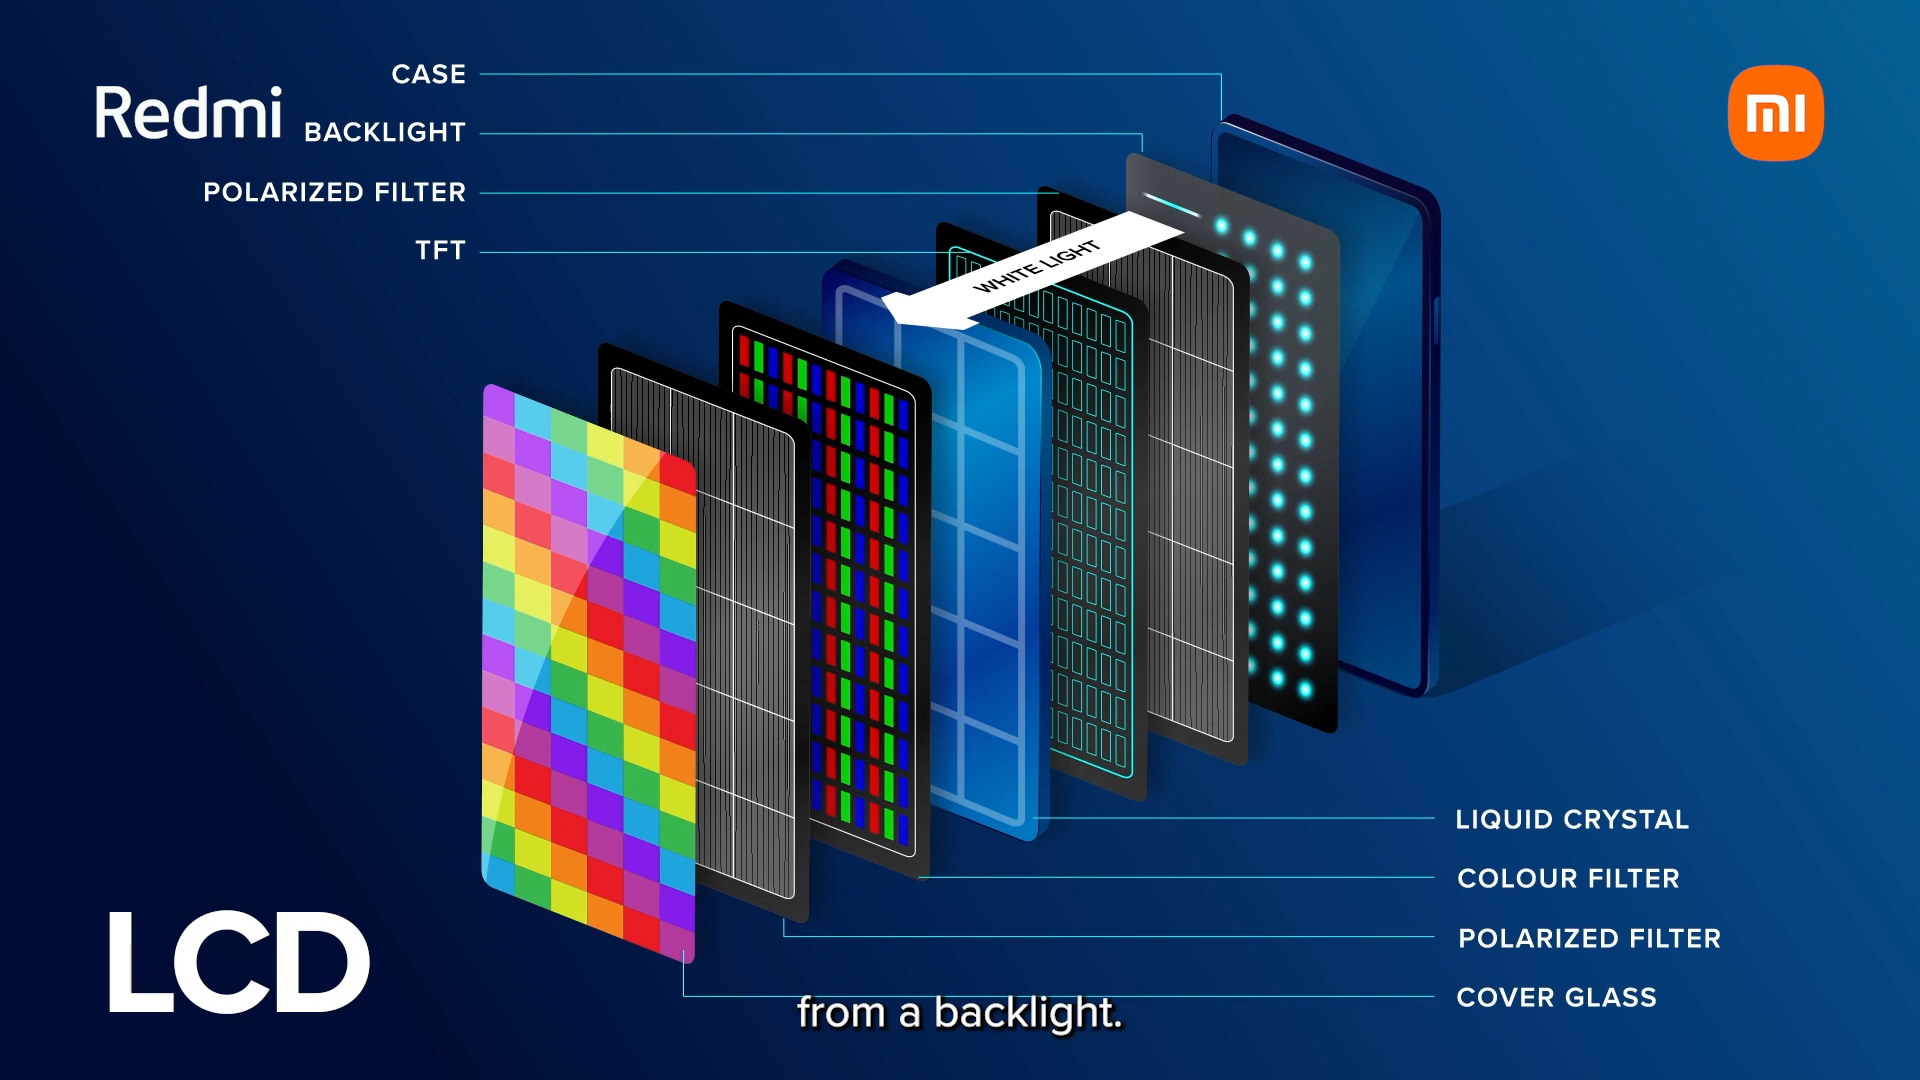 Redmi
CASE
BACKLIGHT
POLARIZED FILTER
TFT
mi
WHITE LIGHT
LIQUID CRYSTAL
COLOUR FILTER
POLARIZED FILTER
COVER GLASS
LCD
from a backlight.